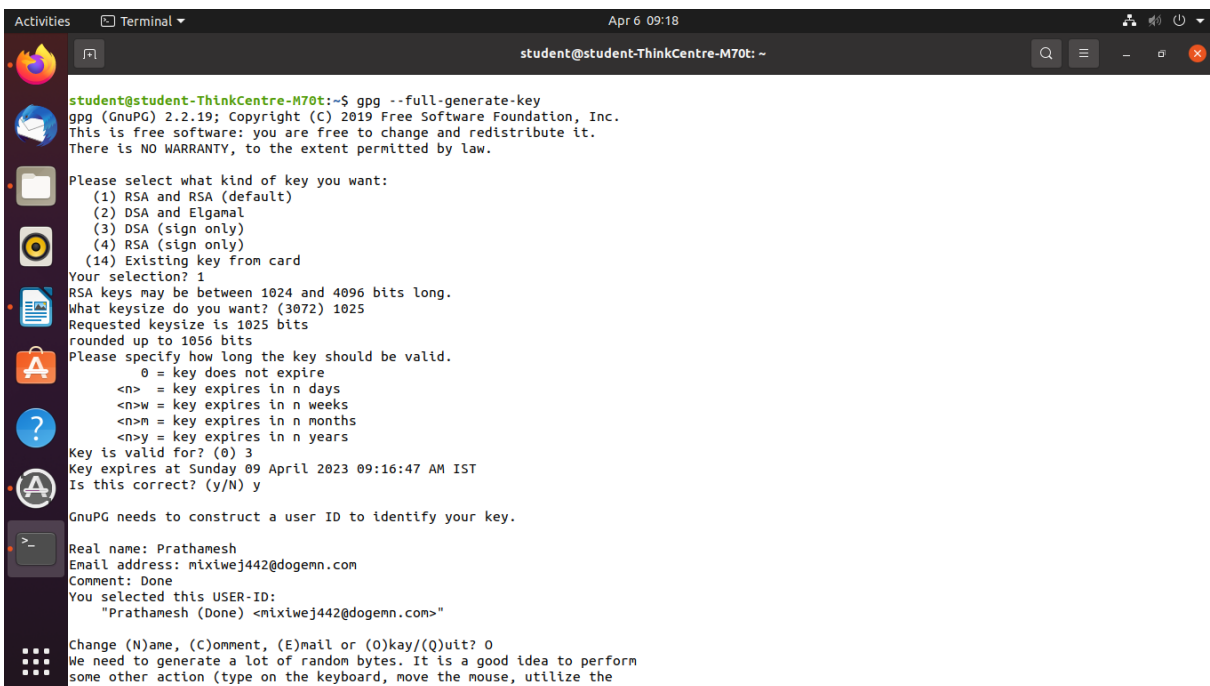 Activities Terminal Apr 6 09:18
student@student-ThinkCentre-M70t: ~
student@student-ThinkCentre-M70t:~$ gpg --full-generate-key
gpg (GnuPG) 2.2.19; Copyright (C) 2019 Free Software Foundation, Inc.
This is free software: you are free to change and redistribute it.
There is NO WARRANTY, to the extent permitted by law.

Please select what kind of key you want:
   (1) RSA and RSA (default)
   (2) DSA and Elgamal
   (3) DSA (sign only)
   (4) RSA (sign only)
  (14) Existing key from card
Your selection? 1
RSA keys may be between 1024 and 4096 bits long.
What keysize do you want? (3072) 1025
Requested keysize is 1025 bits
rounded up to 1056 bits
Please specify how long the key should be valid.
         0 = key does not expire
      <n>  = key expires in n days
      <n>w = key expires in n weeks
      <n>m = key expires in n months
      <n>y = key expires in n years
Key is valid for? (0) 3
Key expires at Sunday 09 April 2023 09:16:47 AM IST
Is this correct? (y/N) y

GnuPG needs to construct a user ID to identify your key.

Real name: Prathamesh
Email address: mixiwej442@dogemn.com
Comment: Done
You selected this USER-ID:
    "Prathamesh (Done) <mixiwej442@dogemn.com>"

Change (N)ame, (C)omment, (E)mail or (O)kay/(Q)uit? O
We need to generate a lot of random bytes. It is a good idea to perform
some other action (type on the keyboard, move the mouse, utilize the